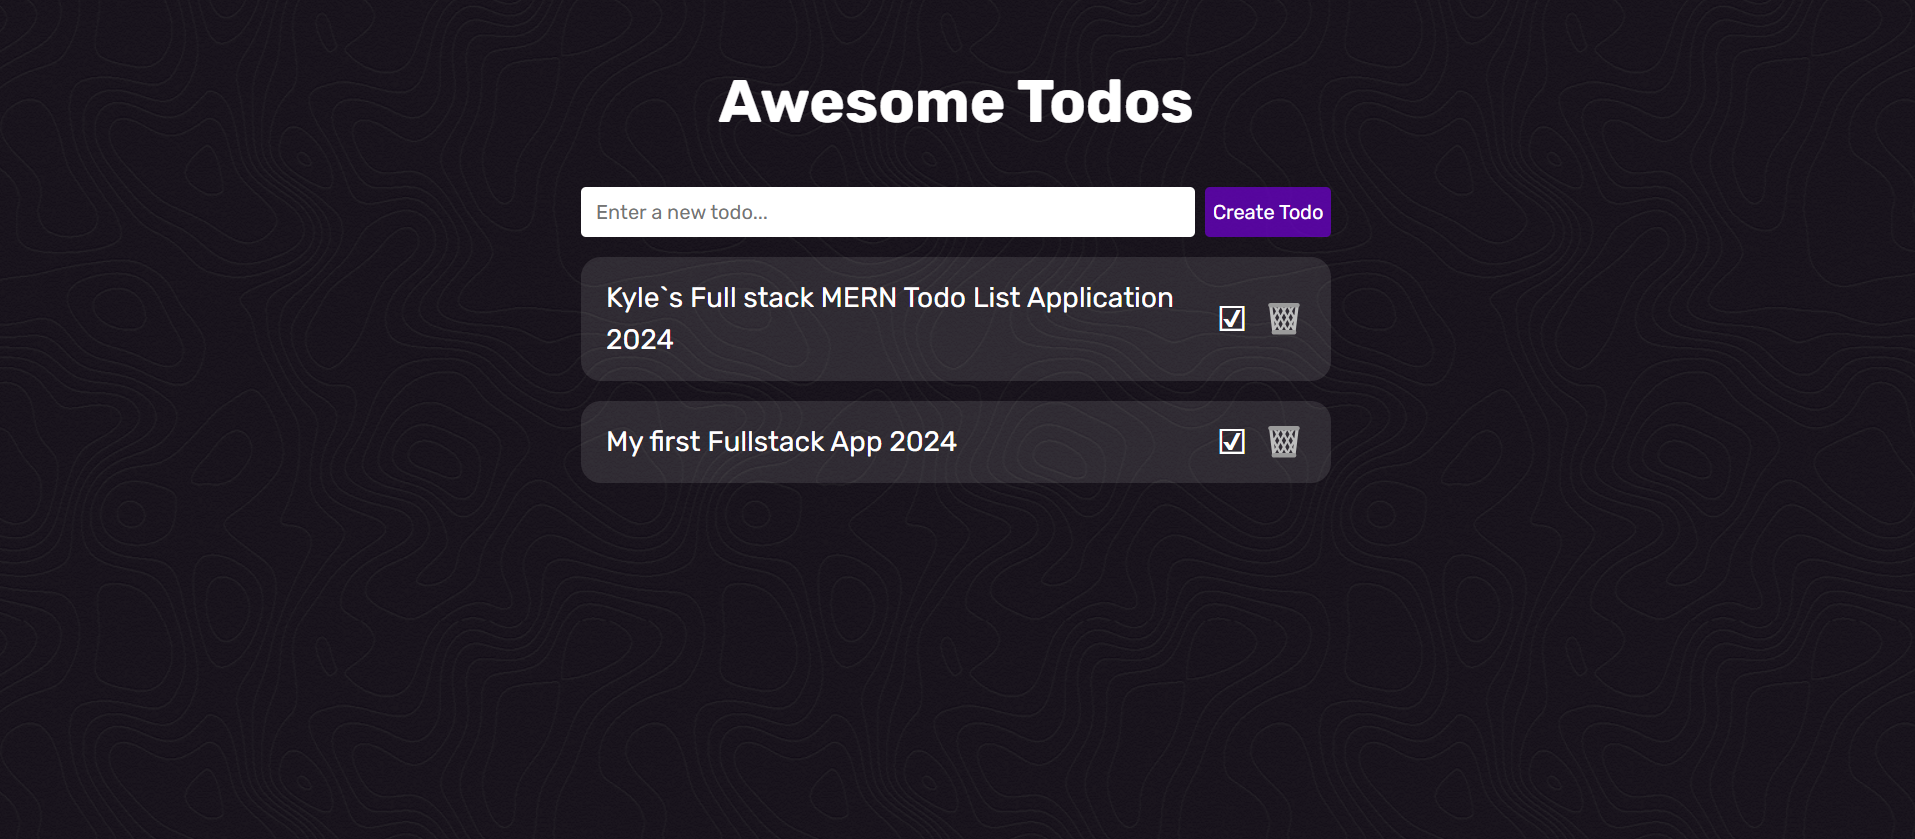 Awesome Todos
Enter a new todo...
Create Todo
Kyle`s Full stack MERN Todo List Application
2024
My first Fullstack App 2024